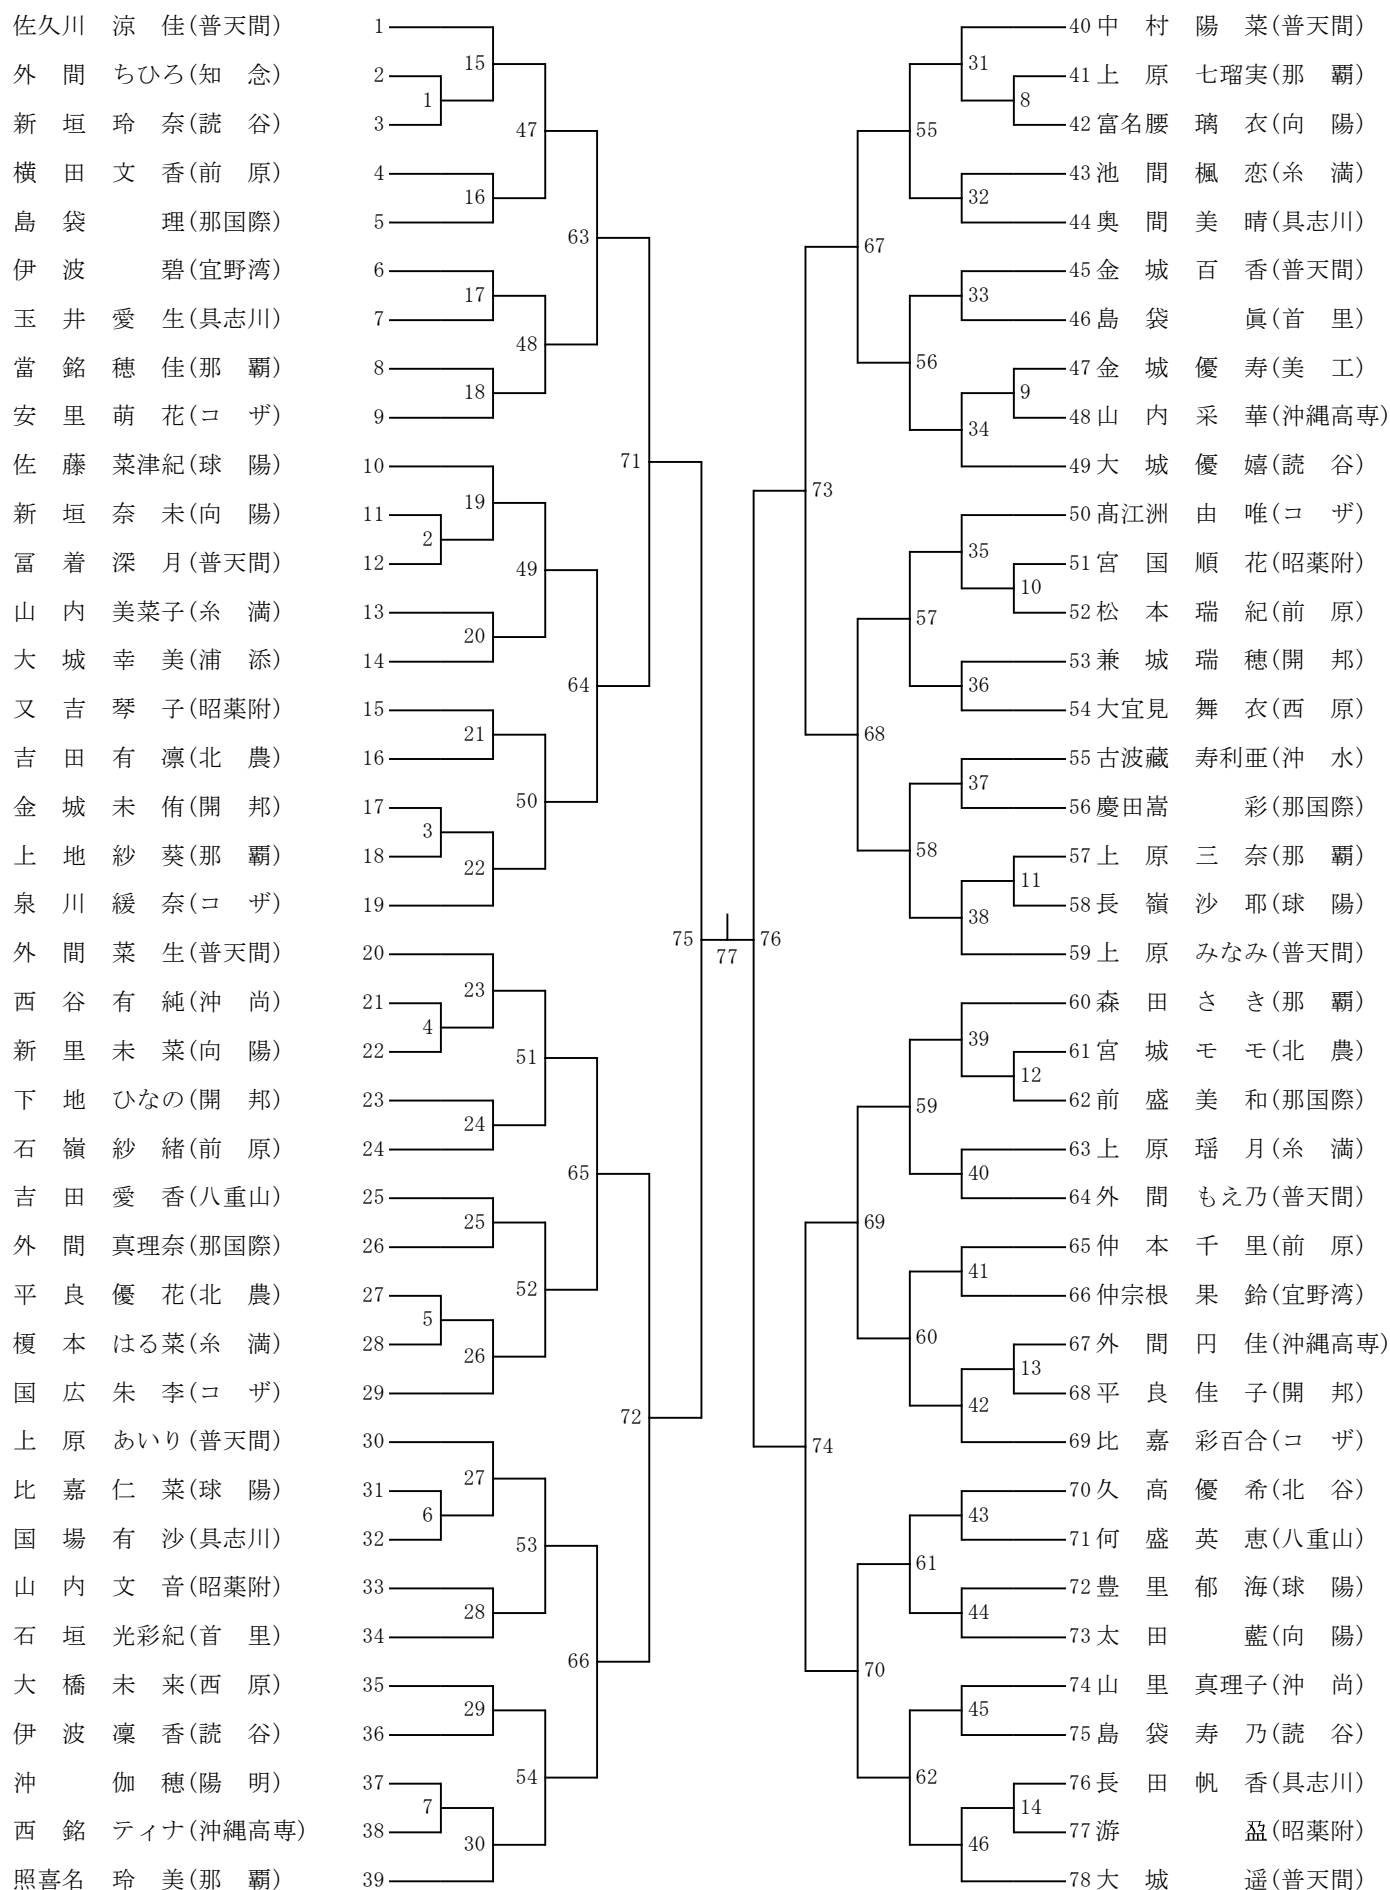 佐久川 涼 佳(普天間) 1
外 間 ちひろ(知 念) 2
新 垣 玲 奈(読 谷) 3
横 田 文 香(前 原) 4
島 袋 理(那国際) 5
伊 波 碧(宜野湾) 6
玉 井 愛 生(具志川) 7
當 銘 穂 佳(那 覇) 8
安 里 萌 花(コ ザ) 9
佐 藤 菜津紀(球 陽) 10
新 垣 奈 未(向 陽) 11
冨 着 深 月(普天間) 12
山 内 美菜子(糸 満) 13
大 城 幸 美(浦 添) 14
又 吉 琴 子(昭薬附) 15
吉 田 有 凛(北 農) 16
金 城 未 侑(開 邦) 17
上 地 紗 葵(那 覇) 18
泉 川 緩 奈(コ ザ) 19
外 間 菜 生(普天間) 20
西 谷 有 純(沖 尚) 21
新 里 未 菜(向 陽) 22
下 地 ひなの(開 邦) 23
石 嶺 紗 緒(前 原) 24
吉 田 愛 香(八重山) 25
外 間 真理奈(那国際) 26
平 良 優 花(北 農) 27
榎 本 はる菜(糸 満) 28
国 広 朱 李(コ ザ) 29
上 原 あいり(普天間) 30
比 嘉 仁 菜(球 陽) 31
国 場 有 沙(具志川) 32
山 内 文 音(昭薬附) 33
石 垣 光彩紀(首 里) 34
大 橋 未 来(西 原) 35
伊 波 凜 香(読 谷) 36
沖 伽 穂(陽 明) 37
西 銘 ティナ(沖縄高専) 38
照喜名 玲 美(那 覇) 39
1
2
3
4
5
6
7
15
16
17
18
19
20
21
22
23
24
25
26
27
28
29
30
47
48
49
50
51
52
53
54
63
64
65
66
71
72
75
77
76
73
74
67
68
69
70
55
56
57
58
59
60
61
62
31
32
33
34
35
36
37
38
39
40
41
42
43
44
45
46
8
9
10
11
12
13
14
40 中 村 陽 菜(普天間)
41 上 原 七瑠実(那 覇)
42 富名腰 璃 衣(向 陽)
43 池 間 楓 恋(糸 満)
44 奥 間 美 晴(具志川)
45 金 城 百 香(普天間)
46 島 袋 眞(首 里)
47 金 城 優 寿(美 工)
48 山 内 采 華(沖縄高専)
49 大 城 優 嬉(読 谷)
50 髙江洲 由 唯(コ ザ)
51 宮 国 順 花(昭薬附)
52 松 本 瑞 紀(前 原)
53 兼 城 瑞 穂(開 邦)
54 大宜見 舞 衣(西 原)
55 古波藏 寿利亜(沖 水)
56 慶田嵩 彩(那国際)
57 上 原 三 奈(那 覇)
58 長 嶺 沙 耶(球 陽)
59 上 原 みなみ(普天間)
60 森 田 さ き(那 覇)
61 宮 城 モ モ(北 農)
62 前 盛 美 和(那国際)
63 上 原 瑶 月(糸 満)
64 外 間 もえ乃(普天間)
65 仲 本 千 里(前 原)
66 仲宗根 果 鈴(宜野湾)
67 外 間 円 佳(沖縄高専)
68 平 良 佳 子(開 邦)
69 比 嘉 彩百合(コ ザ)
70 久 高 優 希(北 谷)
71 何 盛 英 恵(八重山)
72 豊 里 郁 海(球 陽)
73 太 田 藍(向 陽)
74 山 里 真理子(沖 尚)
75 島 袋 寿 乃(読 谷)
76 長 田 帆 香(具志川)
77 游 盈(昭薬附)
78 大 城 遥(普天間)